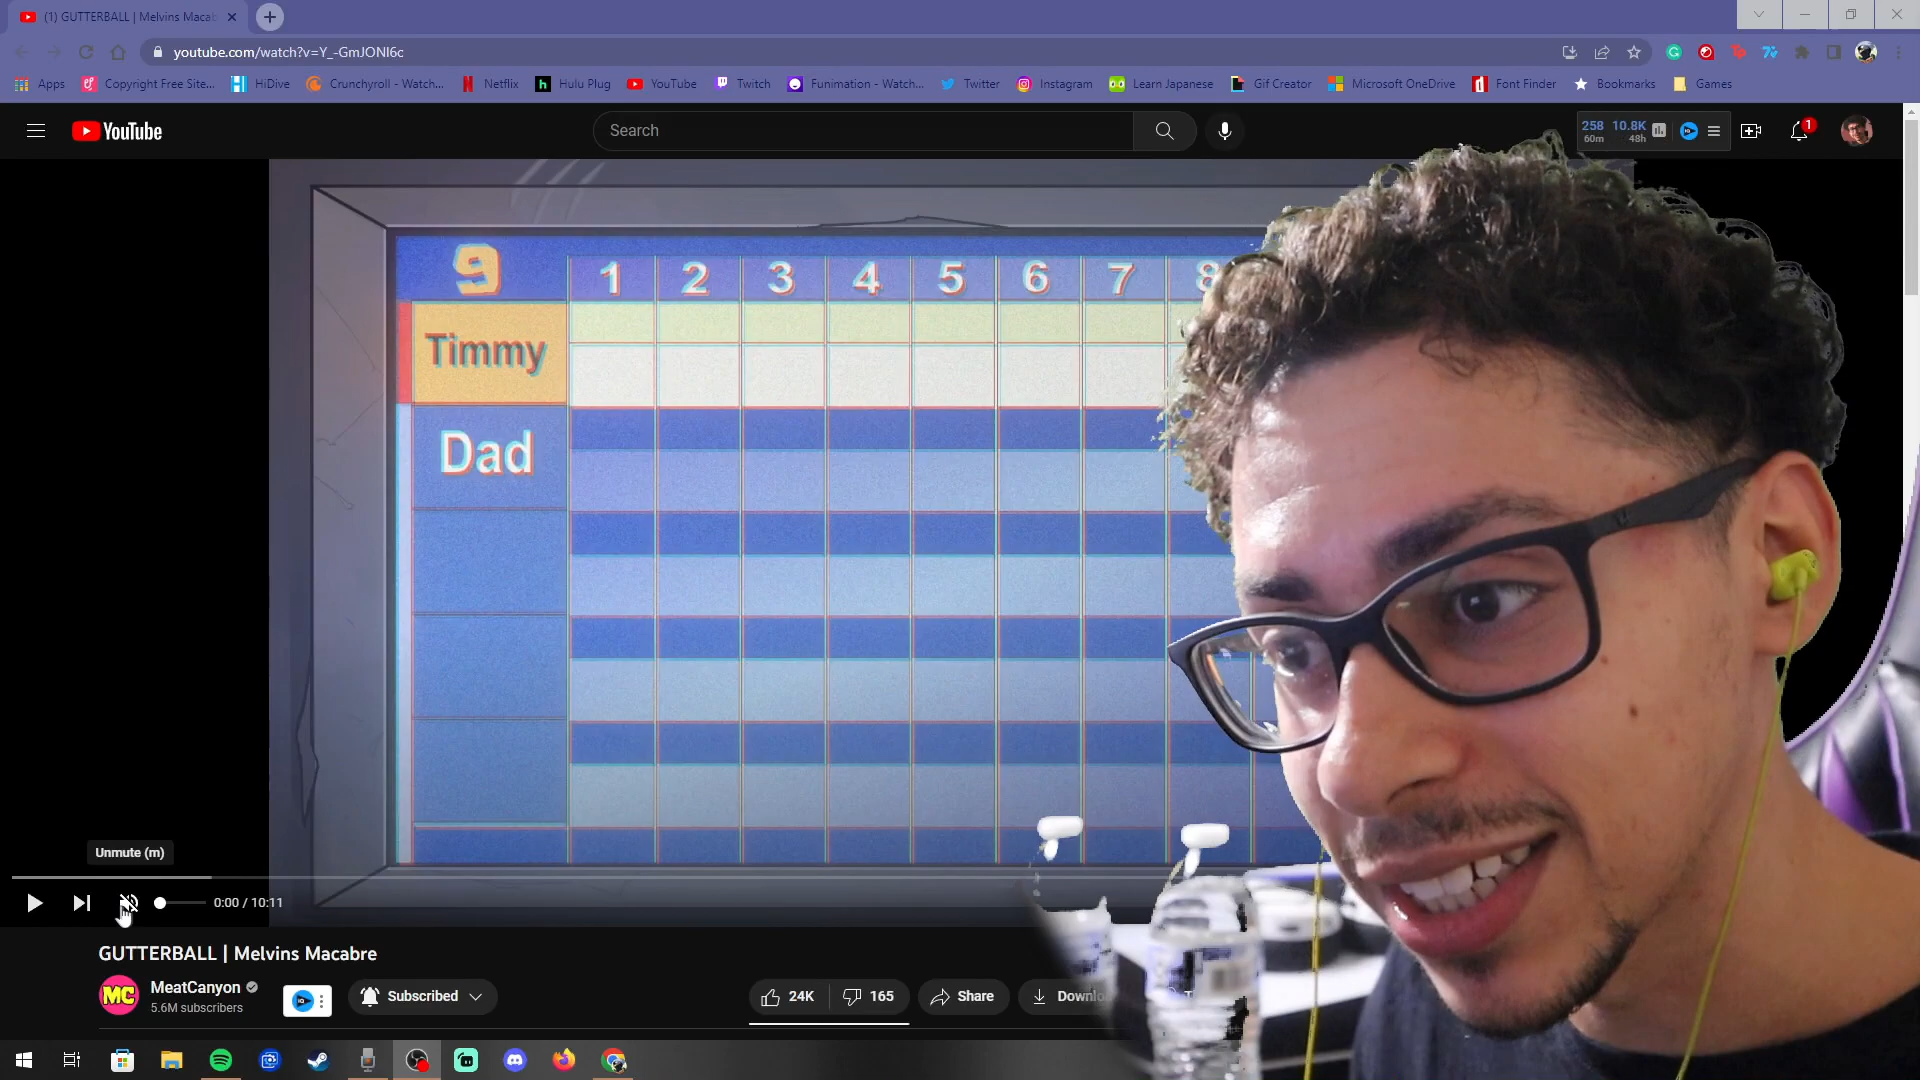 (1) GUTTERBALL | Melvins Macab
youtube.com/watch?v=Y_-GmJONI6c
Apps
Copyright Free Site...
HiDive
Crunchyroll - Watch...
Netflix
Hulu Plug
YouTube
Twitch
Funimation - Watch...
Twitter
Instagram
Learn Japanese
Gif Creator
Microsoft OneDrive
Font Finder
Bookmarks
Games
YouTube
Search
258 10.8K
60m 48h
1
9 1 2 3 4 5 6 7 8
Timmy
Dad
Unmute (m)
0:00 / 10:11
GUTTERBALL | Melvins Macabre
MC
MeatCanyon
5.6M subscribers
Subscribed
24K
165
Share
Downlo